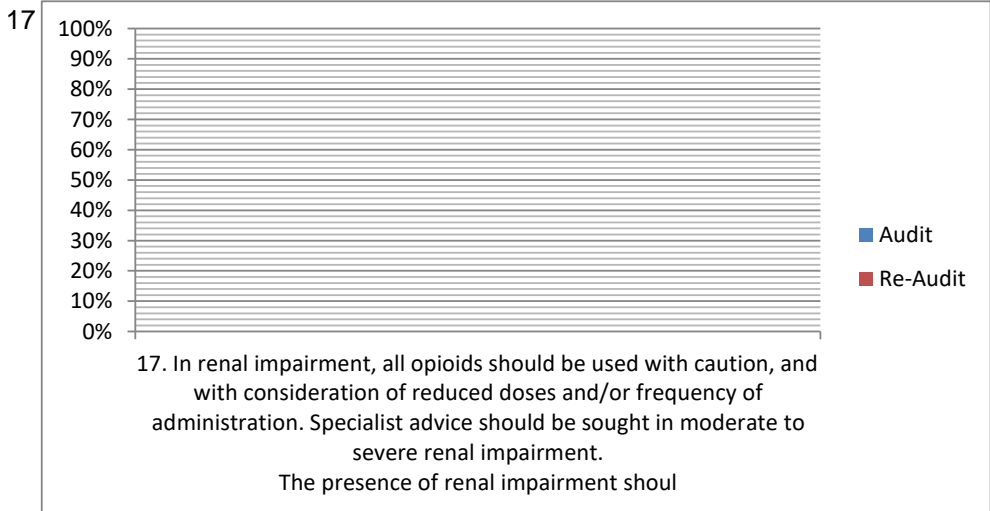 17
100%
90%
80%
70%
60%
50%
40%
30%
20%
10%
0%
Audit
Re-Audit
17. In renal impairment, all opioids should be used with caution, and
with consideration of reduced doses and/or frequency of
administration. Specialist advice should be sought in moderate to
severe renal impairment.
The presence of renal impairment shoul